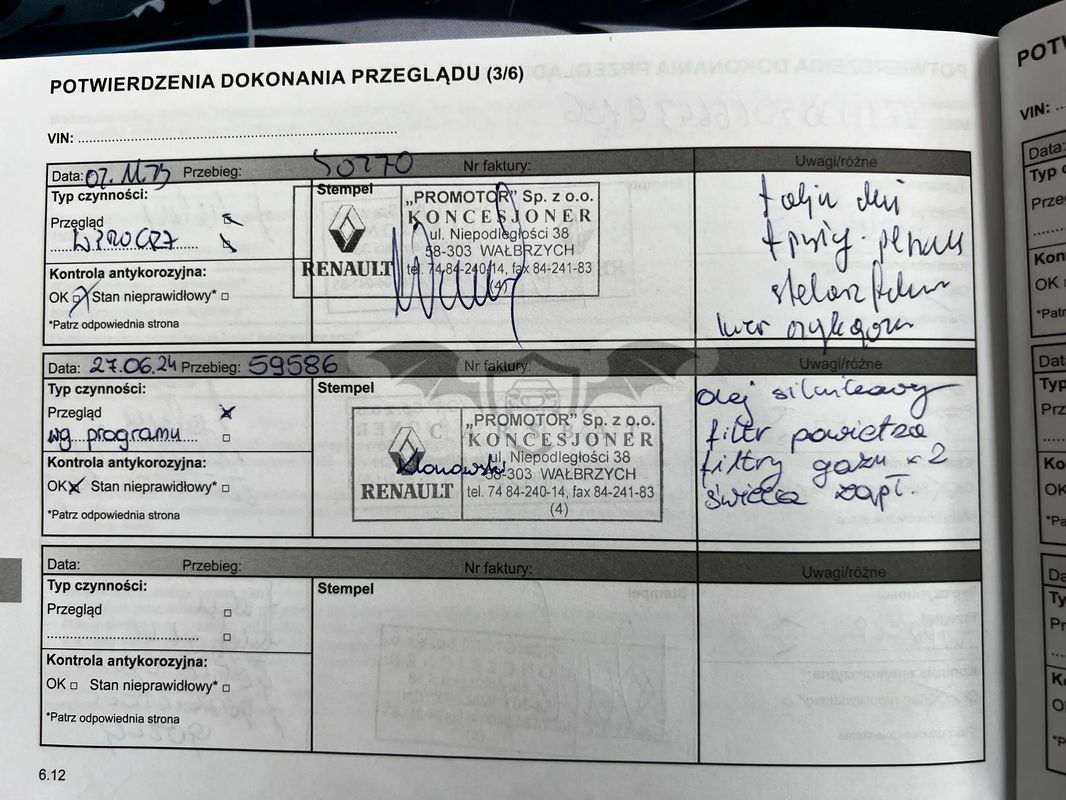 POTWIERDZENIA DOKONANIA PRZEGLĄDU (3/6)
VIN:
Data: Przebieg: 50270 Nr faktury: Uwagi/różne
Typ czynności:
Przegląd
Kontrola antykorozyjna:
OK Stan nieprawidłowy*
*Patrz odpowiednia strona
Stempel
RENAULT
„PROMOTOR” Sp. z o.o.
KONCESJONER
ul. Niepodległości 38
58-303 WAŁBRZYCH
tel. 74-84-240-14, fax 84-241-83
(4)
Data: 27.06.24 Przebieg: 59586 Nr faktury: Uwagi/różne
Typ czynności:
Przegląd
wg programu
Kontrola antykorozyjna:
OK Stan nieprawidłowy*
*Patrz odpowiednia strona
Stempel
RENAULT
„PROMOTOR” Sp. z o.o.
KONCESJONER
ul. Niepodległości 38
58-303 WAŁBRZYCH
tel. 74 84-240-14, fax 84-241-83
(4)
olej silnikowy
filtr powietrza
filtry gazu x2
świeca zapł.
Data: Przebieg: Nr faktury: Uwagi/różne
Typ czynności:
Przegląd
Kontrola antykorozyjna:
OK Stan nieprawidłowy*
*Patrz odpowiednia strona
Stempel
6.12
VIN:
Data: